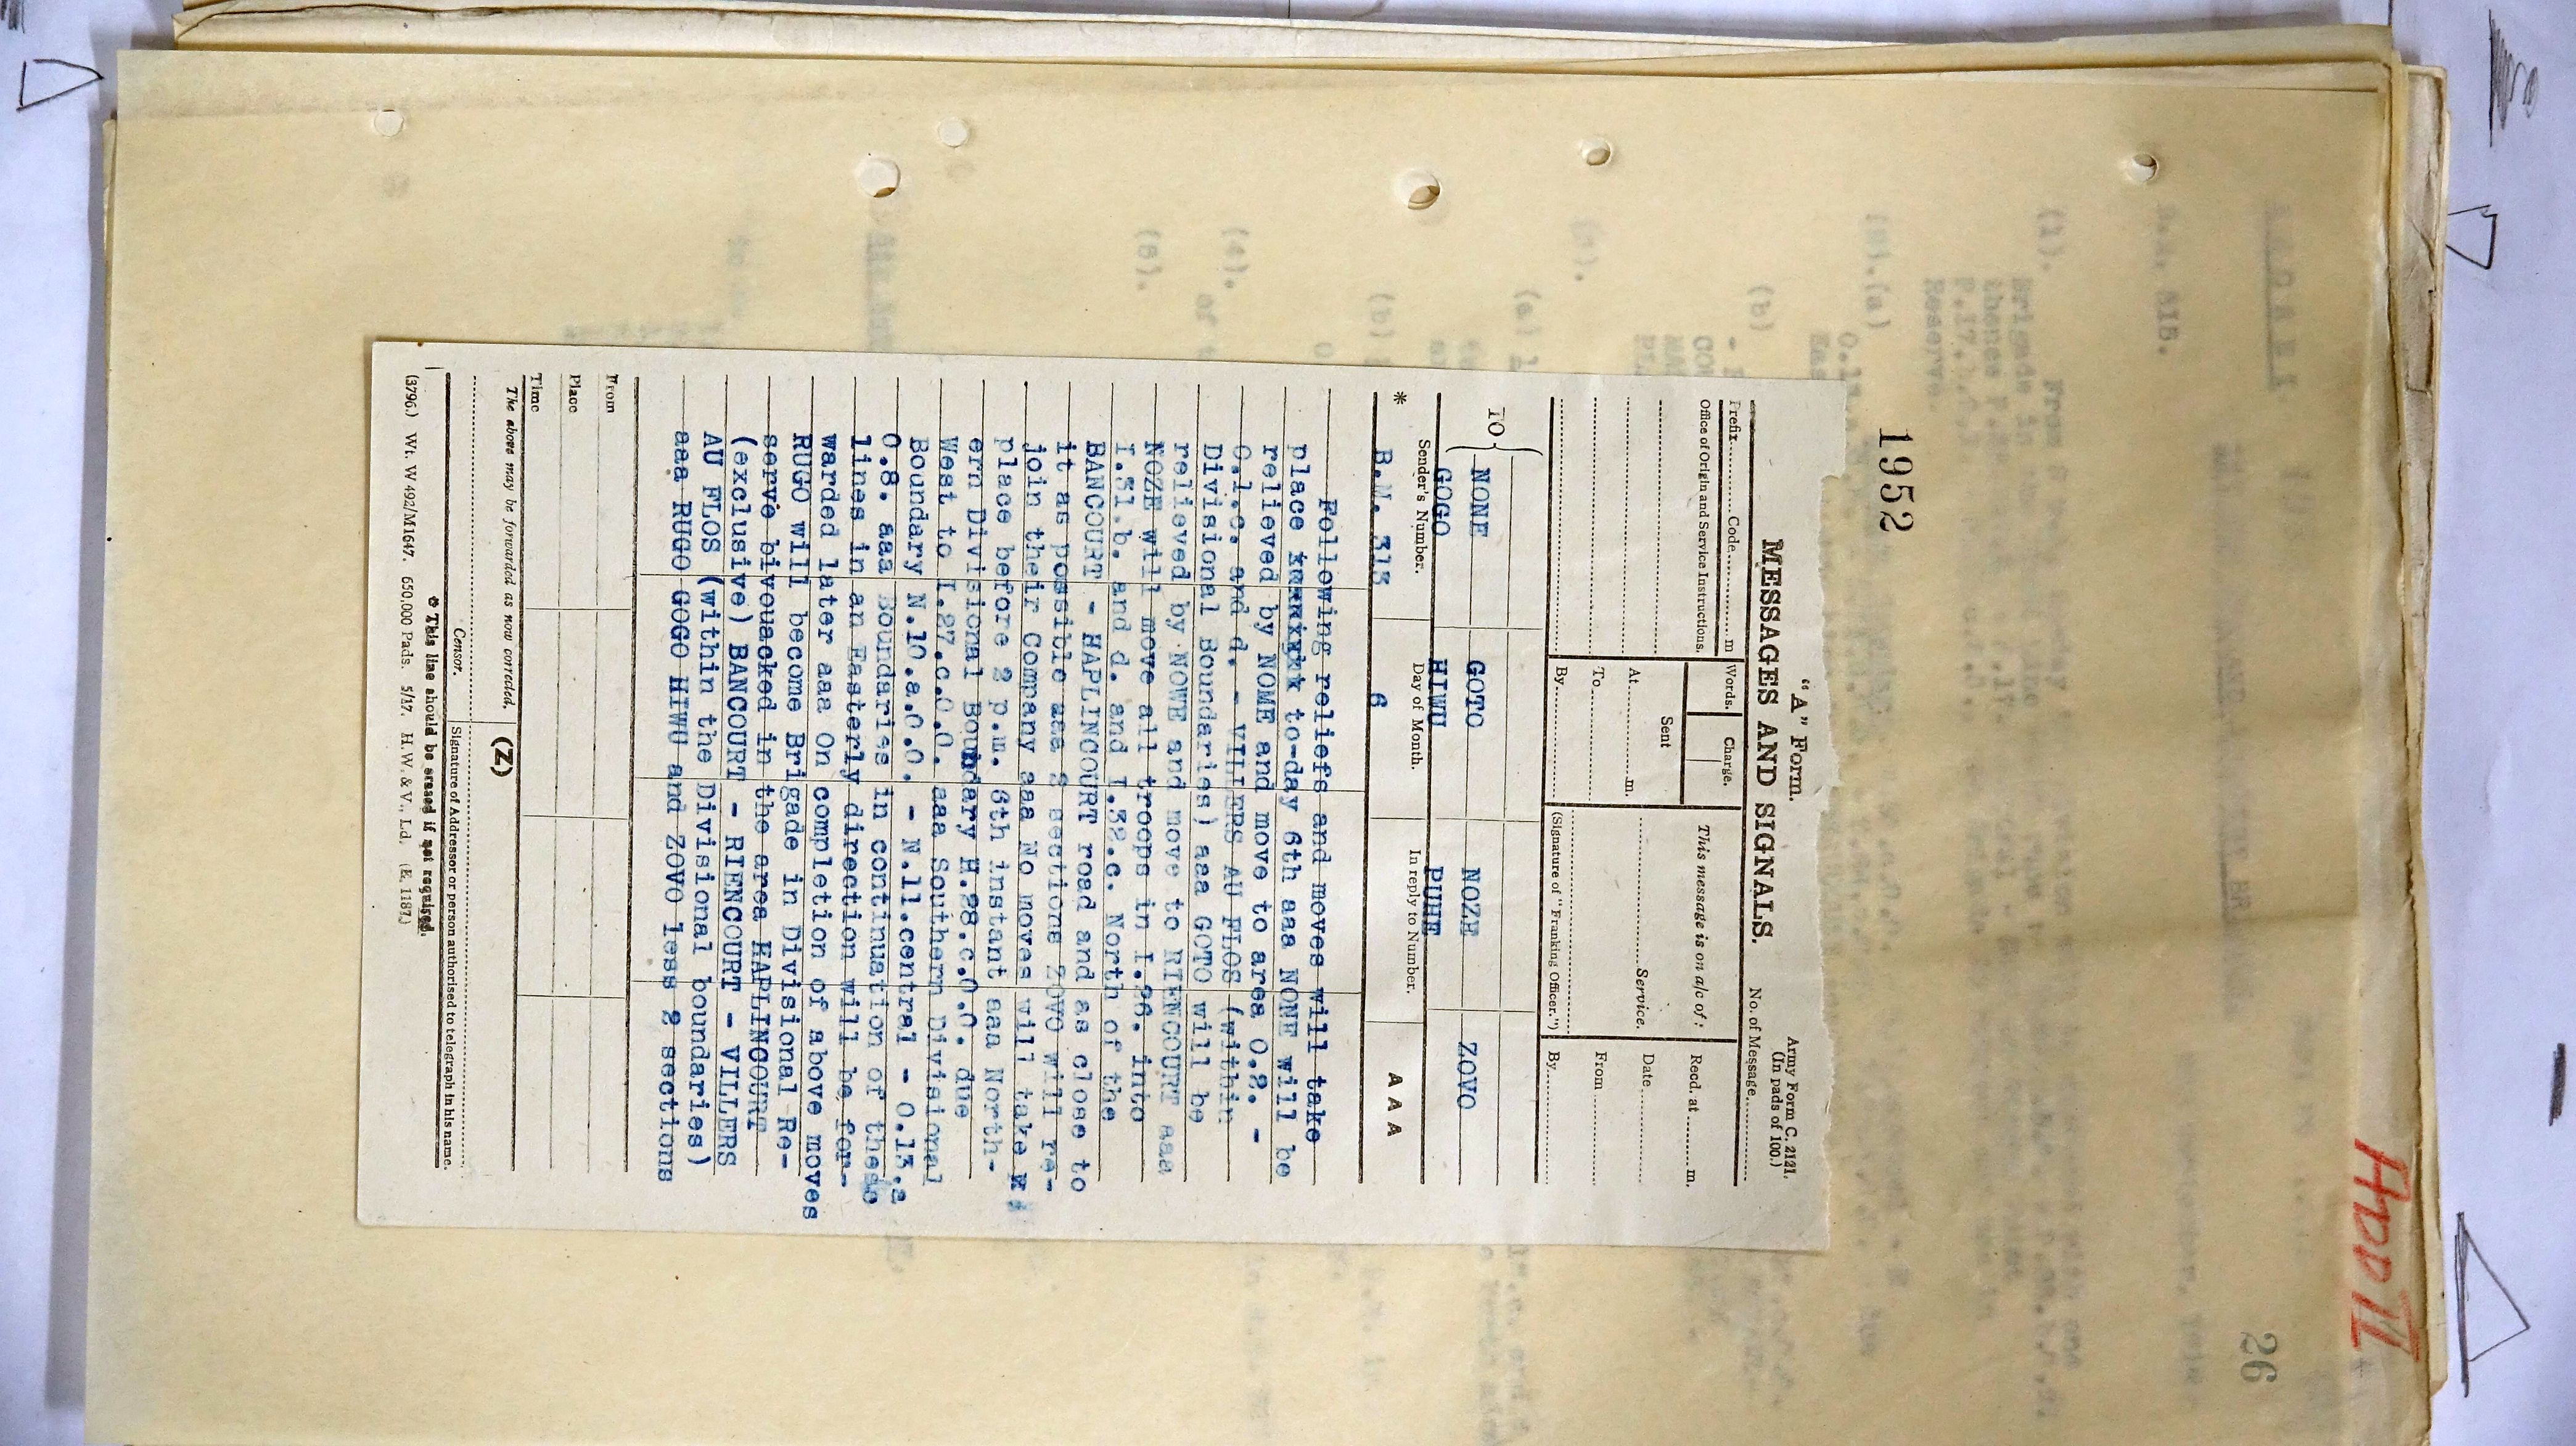 1952
"A" Form.
MESSAGES AND SIGNALS.
Army Form C. 2121.
(In pads of 100.)
No. of Message
Prefix Code m
Words. Charge.
This message is on a/c of:
Recd. at m.
Office of Origin and Service Instructions.
Sent
At m.
Service.
Date
To
From
By
(Signature of "Franking Officer.")
By
TO
NONE GOTO NOZE ZOVO
GOGO HIWU PUHE
* Sender's Number. Day of Month. In reply to Number. AAA
B.M. 313 6
Following reliefs and moves will take
place to-day 6th aaa NONE will be
relieved by NOME and move to area O.2. -
O.1.c. and d. - VILLERS AU FLOS (within
Divisional Boundaries) aaa GOTO will be
relieved by NOWE and move to RIENCOURT aaa
NOZE will move all troops in I.26. into
I.31.b. and d. and I.32.c. North of the
BANCOURT - HAPLINCOURT road and as close to
it as possible aaa 2 sections ZOVO will re-
join their Company aaa No moves will take
place before 2 p.m. 6th instant aaa North-
ern Divisional Boundary H.28.c.0.0. due
West to I.27.c.0.0. aaa Southern Divisional
Boundary N.10.a.0.0. - N.11.central - O.13.a
0.8. aaa Boundaries in continuation of these
lines in an Easterly direction will be for-
warded later aaa On completion of above moves
RUGO will become Brigade in Divisional Re-
serve bivouacked in the area HAPLINCOURT
(exclusive) BANCOURT - RIENCOURT - VILLERS
AU FLOS (within the Divisional boundaries)
aaa RUGO GOGO HIWU and ZOVO less 2 sections
From
Place
Time
The above may be forwarded as now corrected. (Z)
Censor. Signature of Addressor or person authorised to telegraph in his name.
* This line should be erased if not required.
(3796.) Wt. W 492/M1647. 650,000 Pads. 5/17. H.W. & V., Ld. (E. 1187.)
App II
26